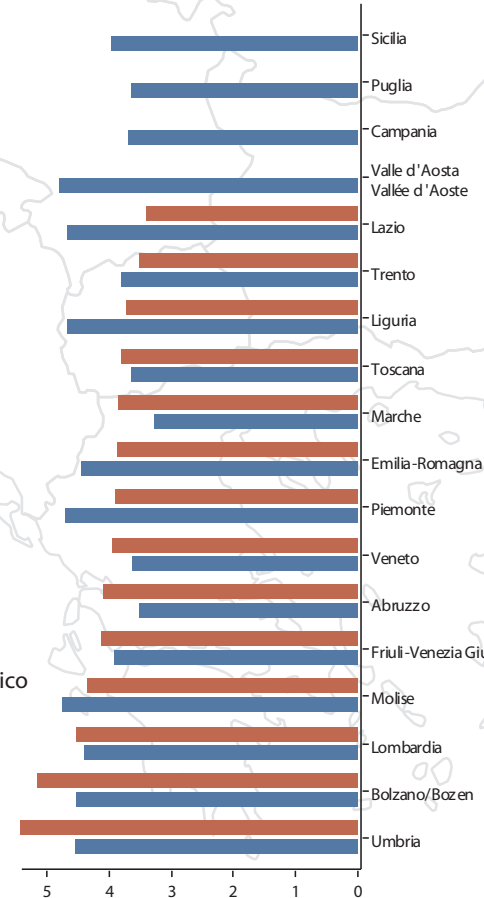 Sicilia
Puglia
Campania
Valle d'Aosta
Vallée d'Aoste
Lazio
Trento
Liguria
Toscana
Marche
Emilia-Romagna
Piemonte
Veneto
Abruzzo
Friuli-Venezia Giu
ico
Molise
Lombardia
Bolzano/Bozen
Umbria
5 4 3 2 1 0